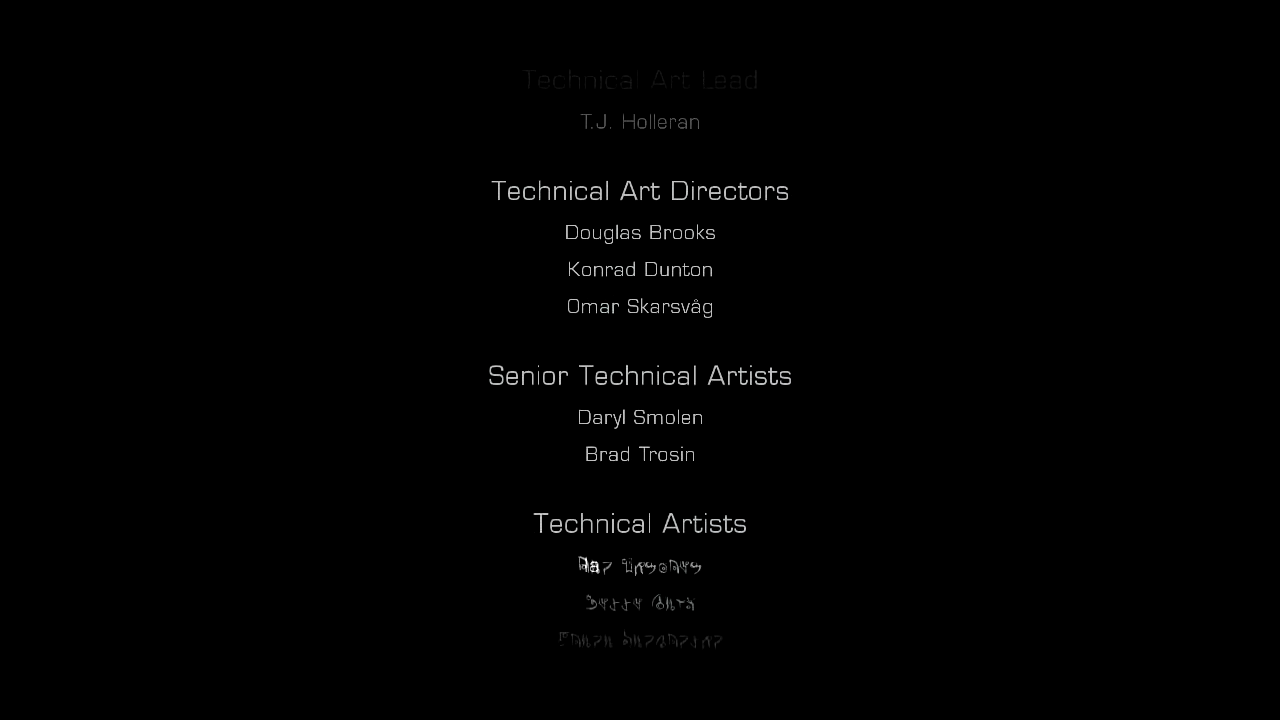 Technical Art Lead
T.J. Holleran
Technical Art Directors
Douglas Brooks
Konrad Dunton
Omar Skarsvåg
Senior Technical Artists
Daryl Smolen
Brad Trosin
Technical Artists